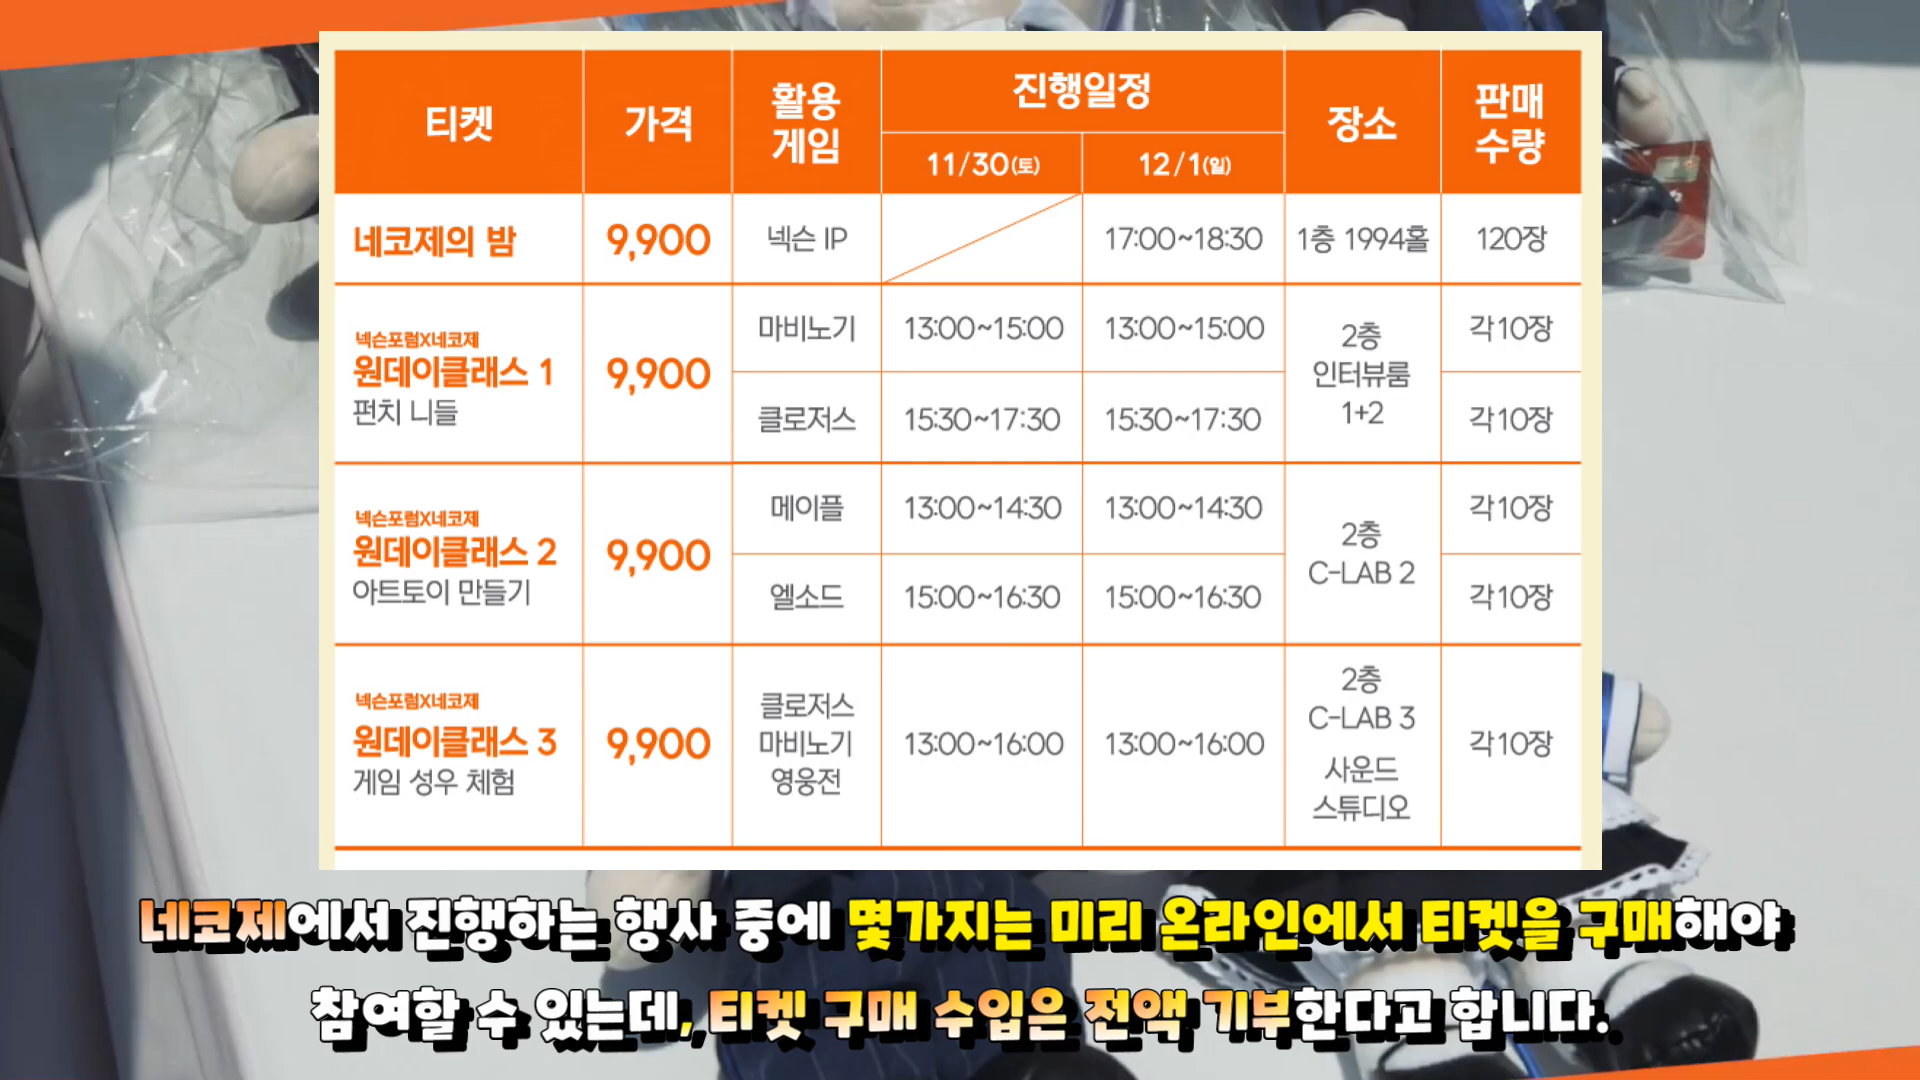 티켓
가격
활용
게임
진행일정
11/30(토)
12/1(일)
장소
판매
수량
네코제의 밤
9,900
넥슨 IP
17:00~18:30
1층 1994홀
120장
넥슨포럼X네코제
원데이클래스 1
펀치 니들
9,900
마비노기
13:00~15:00
13:00~15:00
2층
인터뷰룸
1+2
각10장
클로저스
15:30~17:30
15:30~17:30
각10장
넥슨포럼X네코제
원데이클래스 2
아트토이 만들기
9,900
메이플
13:00~14:30
13:00~14:30
2층
C-LAB 2
각10장
엘소드
15:00~16:30
15:00~16:30
각10장
넥슨포럼X네코제
원데이클래스 3
게임 성우 체험
9,900
클로저스
마비노기
영웅전
13:00~16:00
13:00~16:00
2층
C-LAB 3
사운드
스튜디오
각10장
네코제에서 진행하는 행사 중에 몇가지는 미리 온라인에서 티켓을 구매해야
참여할 수 있는데, 티켓 구매 수입은 전액 기부한다고 합니다.